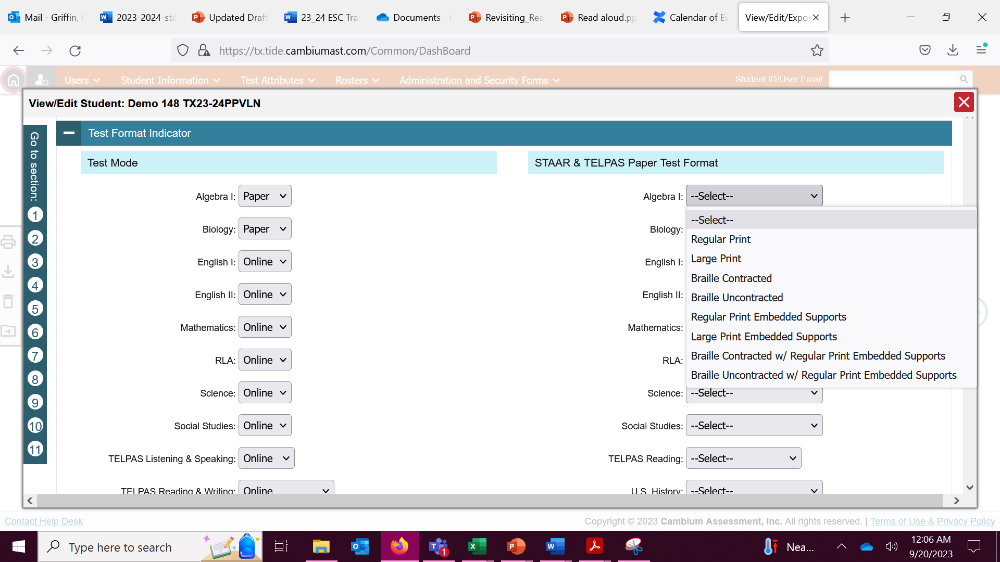 Mail - Griffin,
2023-2024-sta
Updated Draft
23_24 ESC Trai
Documents -
Revisiting_Rea
Read aloud.pp
Calendar of Ev
View/Edit/Expor
https://tx.tide.cambiumast.com/Common/DashBoard
Users
Student Information
Test Attributes
Rosters
Administration and Security Forms
Student ID/User Email
View/Edit Student: Demo 148 TX23-24PPVLN
Go to section:
1
2
3
4
5
6
7
8
9
10
11
Test Format Indicator
Test Mode
Algebra I: Paper
Biology: Paper
English I: Online
English II: Online
Mathematics: Online
RLA: Online
Science: Online
Social Studies: Online
TELPAS Listening & Speaking: Online
TELPAS Reading & Writing: Online
STAAR & TELPAS Paper Test Format
Algebra I: --Select--
--Select--
Regular Print
Large Print
Braille Contracted
Braille Uncontracted
Regular Print Embedded Supports
Large Print Embedded Supports
Braille Contracted w/ Regular Print Embedded Supports
Braille Uncontracted w/ Regular Print Embedded Supports
Biology:
English I:
English II:
Mathematics:
RLA:
Science: --Select--
Social Studies: --Select--
TELPAS Reading: --Select--
U.S. History: --Select--
Contact Help Desk
Copyright © 2023 Cambium Assessment, Inc. All rights reserved. | Terms of Use & Privacy Policy
Type here to search
1
Nea...
12:06 AM
9/20/2023